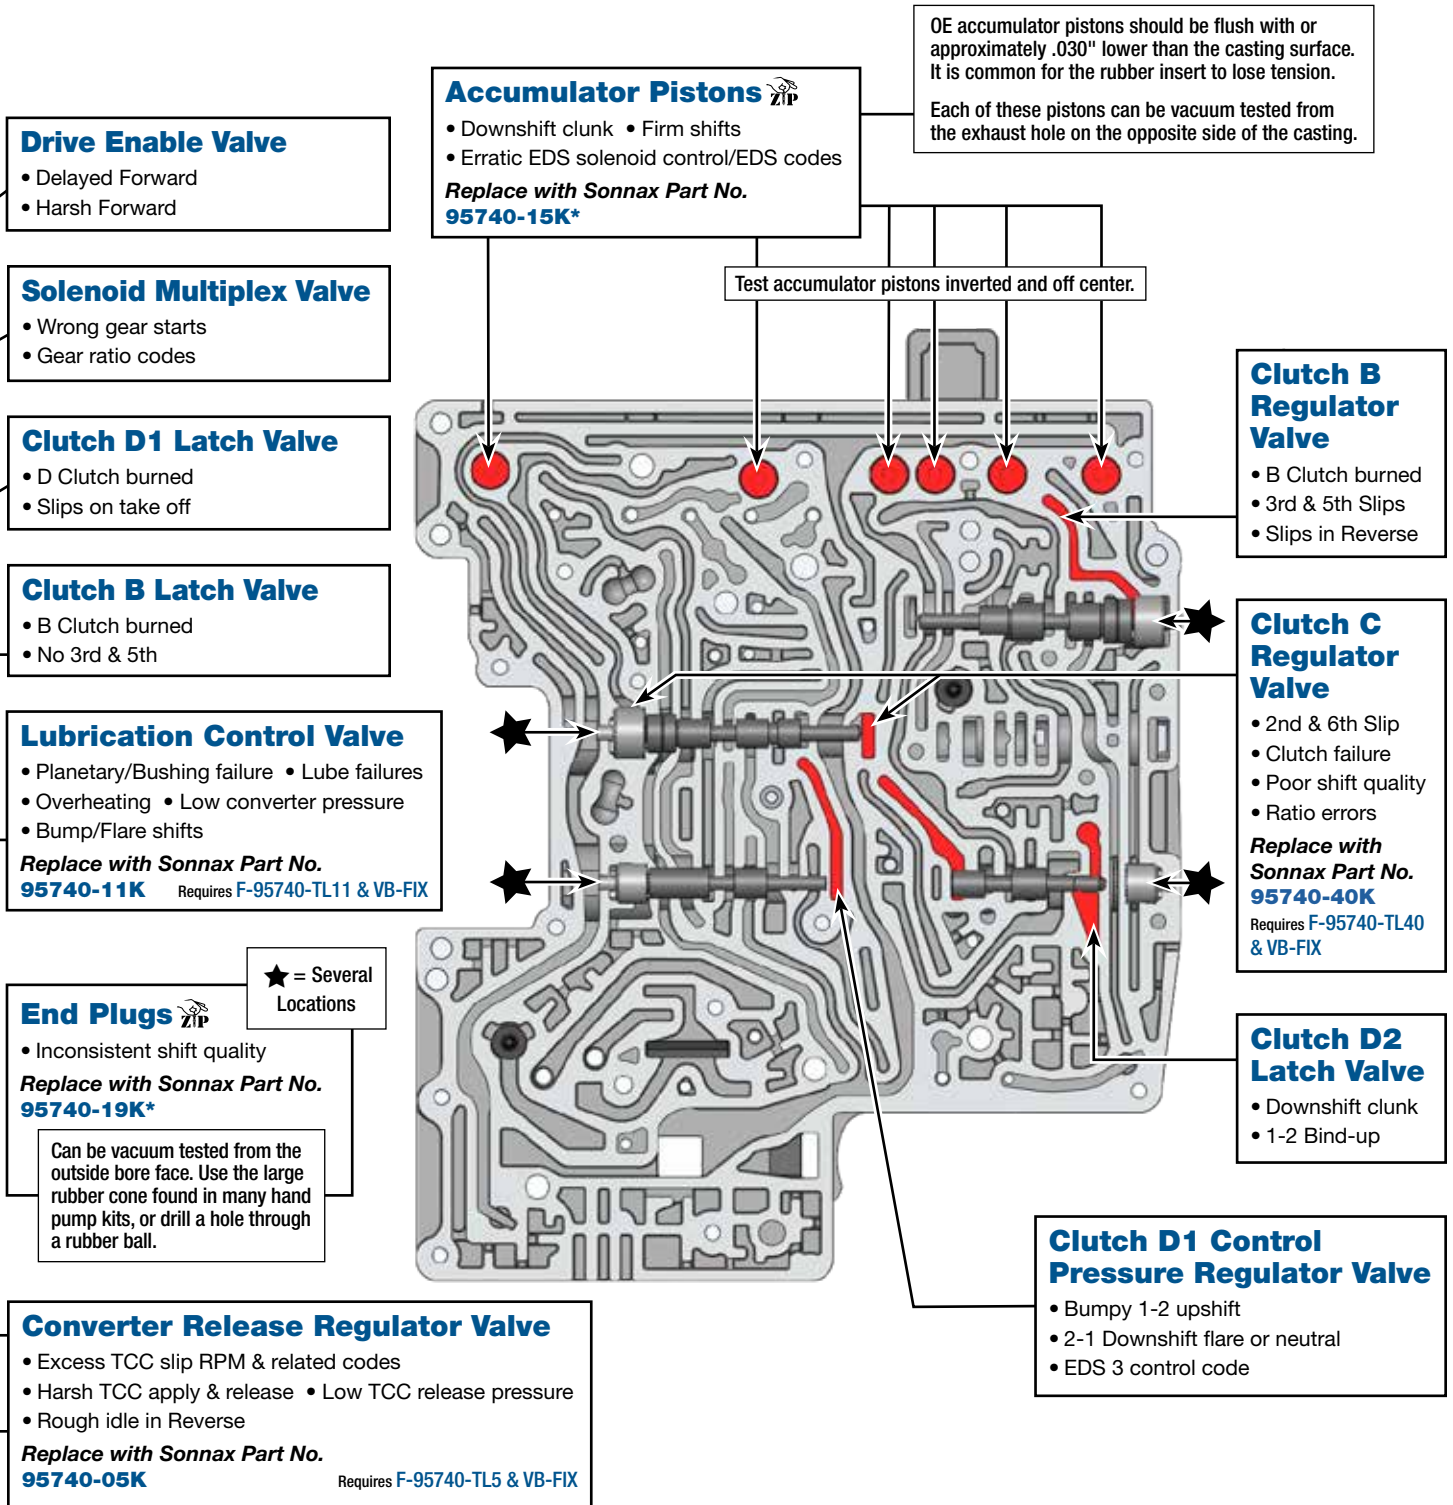 OE accumulator pistons should be flush with or
approximately .030" lower than the casting surface.
It is common for the rubber insert to lose tension.
Each of these pistons can be vacuum tested from
the exhaust hole on the opposite side of the casting.
Accumulator Pistons ZIP
• Downshift clunk • Firm shifts
• Erratic EDS solenoid control/EDS codes
Replace with Sonnax Part No.
95740-15K*
Test accumulator pistons inverted and off center.
Drive Enable Valve
• Delayed Forward
• Harsh Forward
Solenoid Multiplex Valve
• Wrong gear starts
• Gear ratio codes
Clutch D1 Latch Valve
• D Clutch burned
• Slips on take off
Clutch B Latch Valve
• B Clutch burned
• No 3rd & 5th
Lubrication Control Valve
• Planetary/Bushing failure • Lube failures
• Overheating • Low converter pressure
• Bump/Flare shifts
Replace with Sonnax Part No.
95740-11K Requires F-95740-TL11 & VB-FIX
★ = Several
Locations
End Plugs ZIP
• Inconsistent shift quality
Replace with Sonnax Part No.
95740-19K*
Can be vacuum tested from the
outside bore face. Use the large
rubber cone found in many hand
pump kits, or drill a hole through
a rubber ball.
Converter Release Regulator Valve
• Excess TCC slip RPM & related codes
• Harsh TCC apply & release • Low TCC release pressure
• Rough idle in Reverse
Replace with Sonnax Part No.
95740-05K Requires F-95740-TL5 & VB-FIX
Clutch B
Regulator
Valve
• B Clutch burned
• 3rd & 5th Slips
• Slips in Reverse
Clutch C
Regulator
Valve
• 2nd & 6th Slip
• Clutch failure
• Poor shift quality
• Ratio errors
Replace with
Sonnax Part No.
95740-40K
Requires F-95740-TL40
& VB-FIX
Clutch D2
Latch Valve
• Downshift clunk
• 1-2 Bind-up
Clutch D1 Control
Pressure Regulator Valve
• Bumpy 1-2 upshift
• 2-1 Downshift flare or neutral
• EDS 3 control code